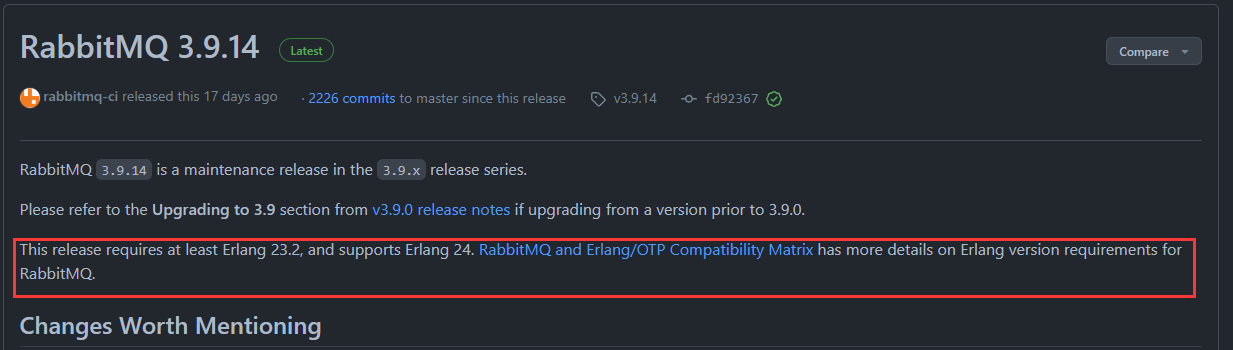 RabbitMQ 3.9.14 Latest Compare
rabbitmq-ci released this 17 days ago · 2226 commits to master since this release v3.9.14 fd92367
RabbitMQ 3.9.14 is a maintenance release in the 3.9.x release series.
Please refer to the Upgrading to 3.9 section from v3.9.0 release notes if upgrading from a version prior to 3.9.0.
This release requires at least Erlang 23.2, and supports Erlang 24. RabbitMQ and Erlang/OTP Compatibility Matrix has more details on Erlang version requirements for
RabbitMQ.
Changes Worth Mentioning